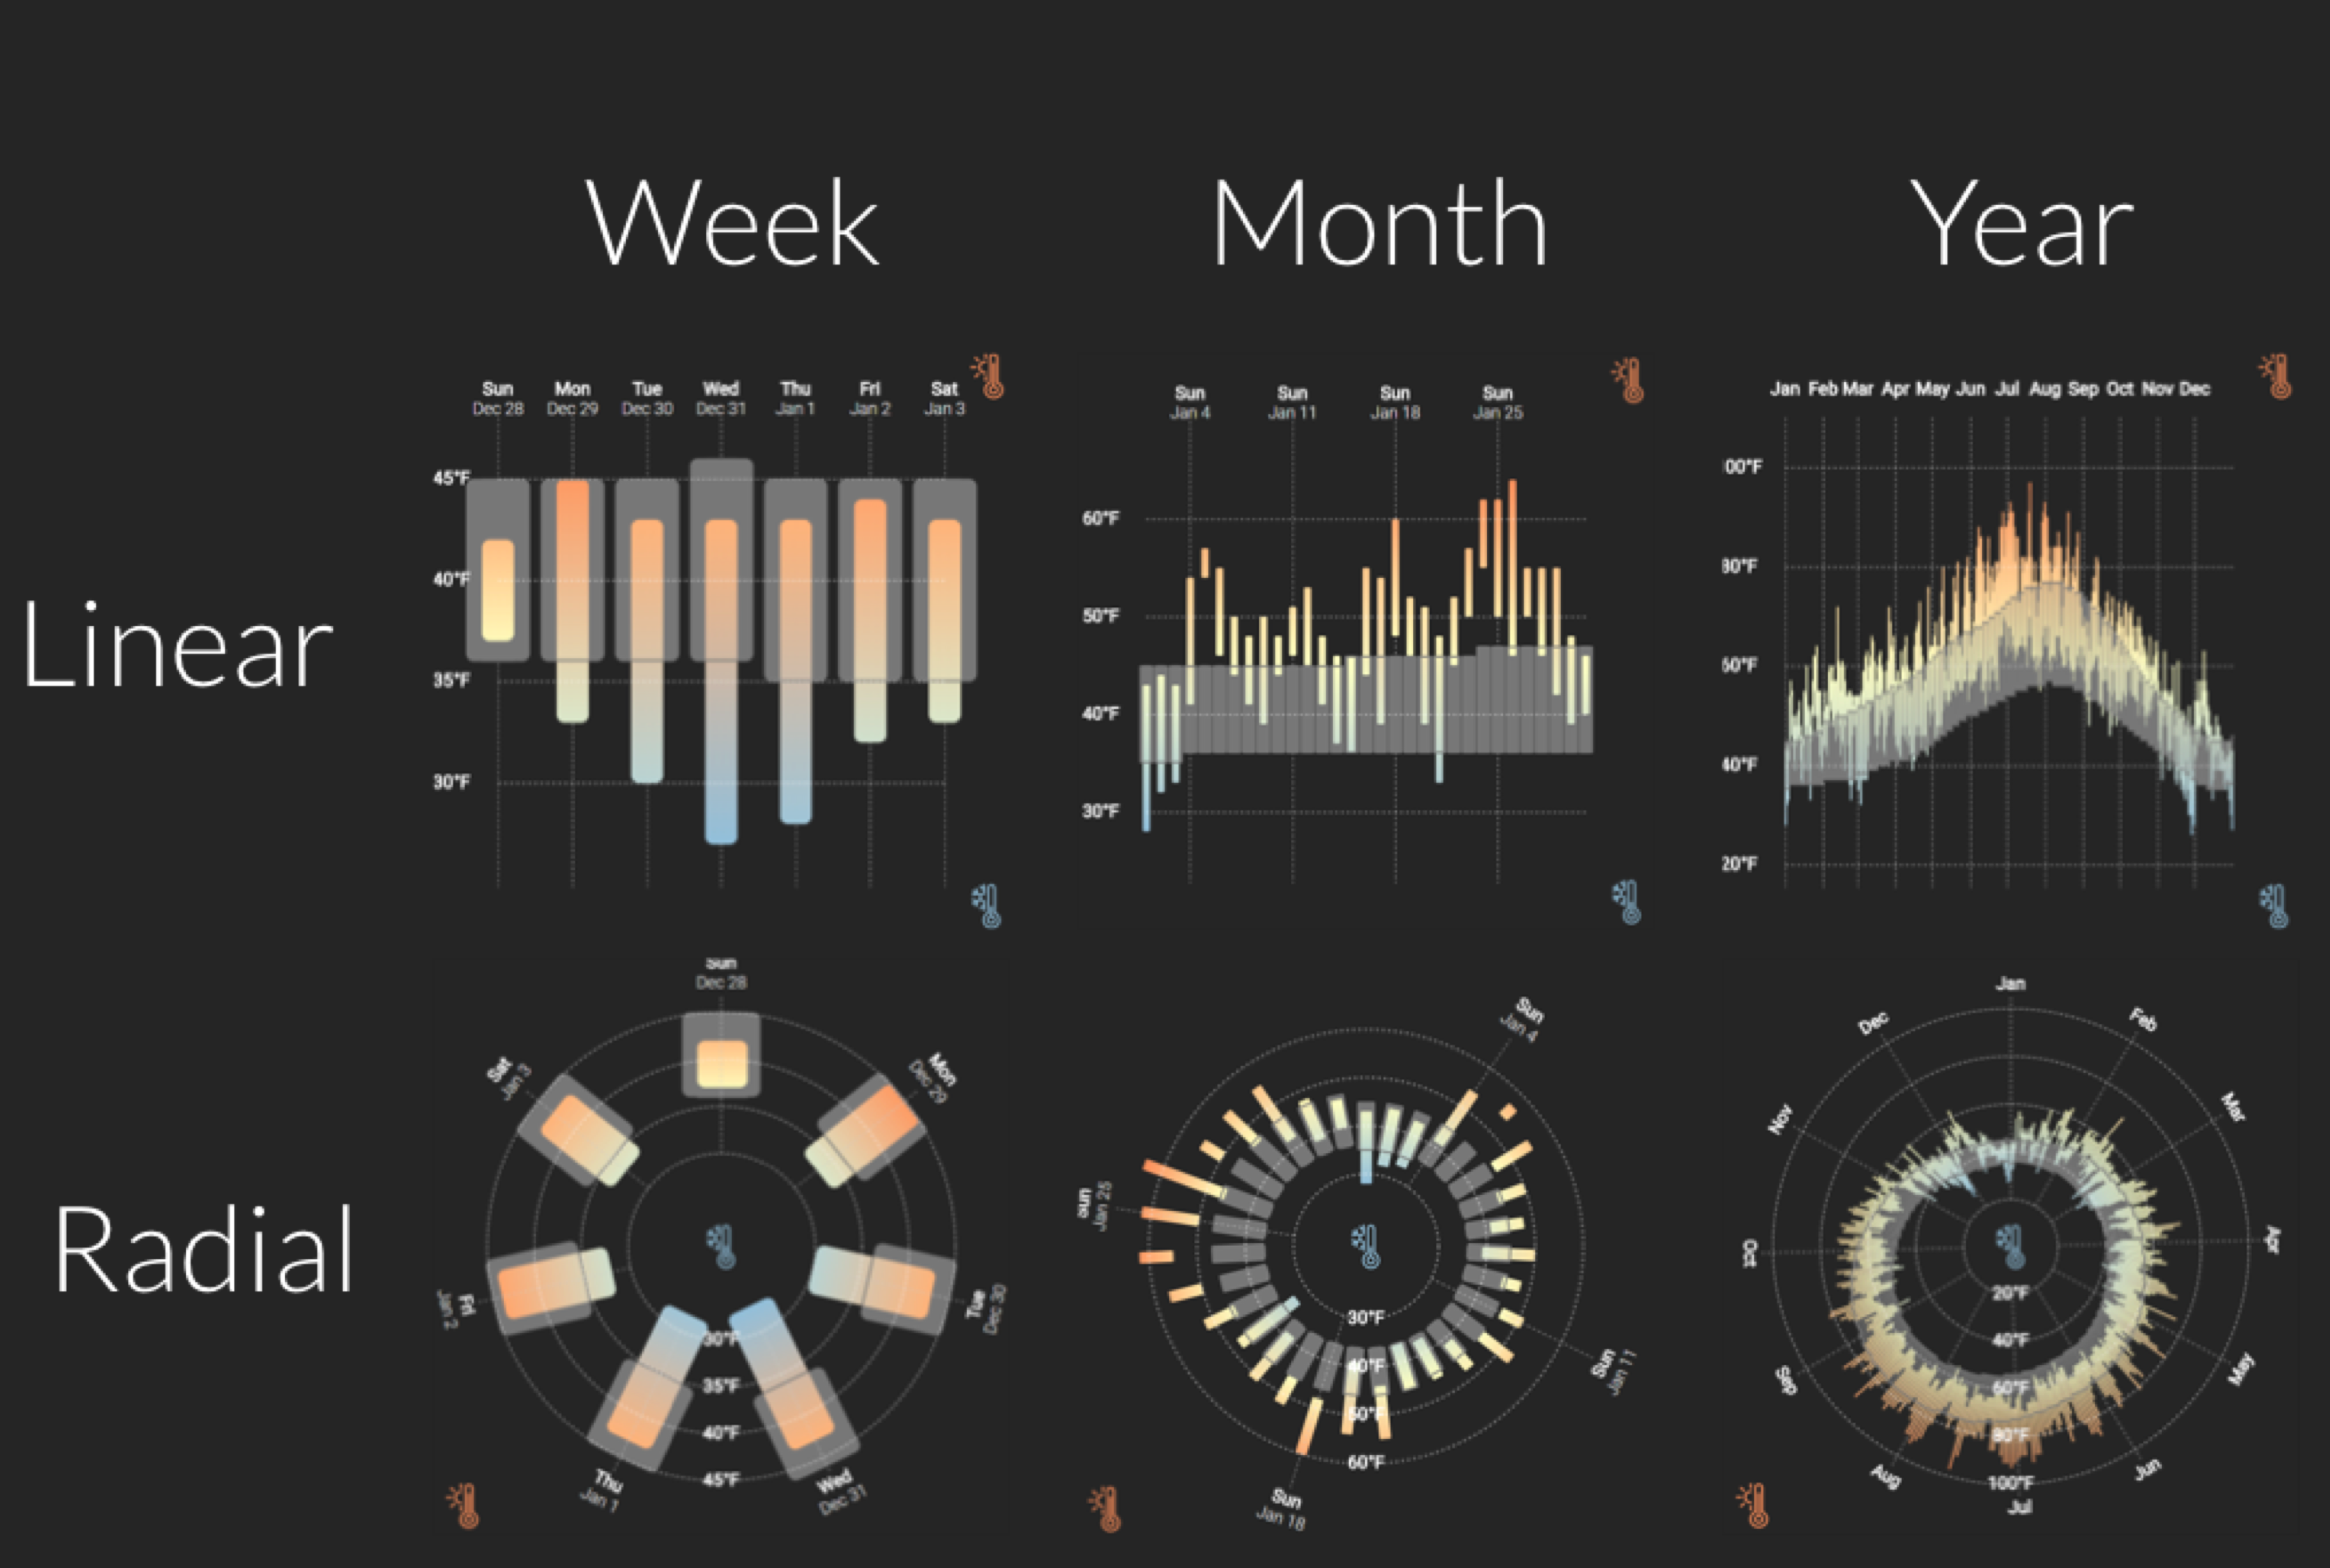 Week Month Year
Linear
Sun Mon Tue Wed Thu Fri Sat
Dec 28 Dec 29 Dec 30 Dec 31 Jan 1 Jan 2 Jan 3
45°F
40°F
35°F
30°F
Sun Sun Sun Sun
Jan 4 Jan 11 Jan 18 Jan 25
60°F
50°F
40°F
30°F
Jan Feb Mar Apr May Jun Jul Aug Sep Oct Nov Dec
00°F
80°F
60°F
40°F
20°F
Radial
Sun
Dec 28
Mon
Dec 29
Tue
Dec 30
Wed
Dec 31
Thu
Jan 1
Fri
Jan 2
Sat
Jan 3
30°F
35°F
40°F
45°F
Sun
Jan 4
Sun
Jan 11
Sun
Jan 18
Sun
Jan 25
30°F
40°F
50°F
60°F
Jan
Feb
Mar
Apr
May
Jun
Jul
Aug
Sep
Oct
Nov
Dec
20°F
40°F
60°F
80°F
100°F